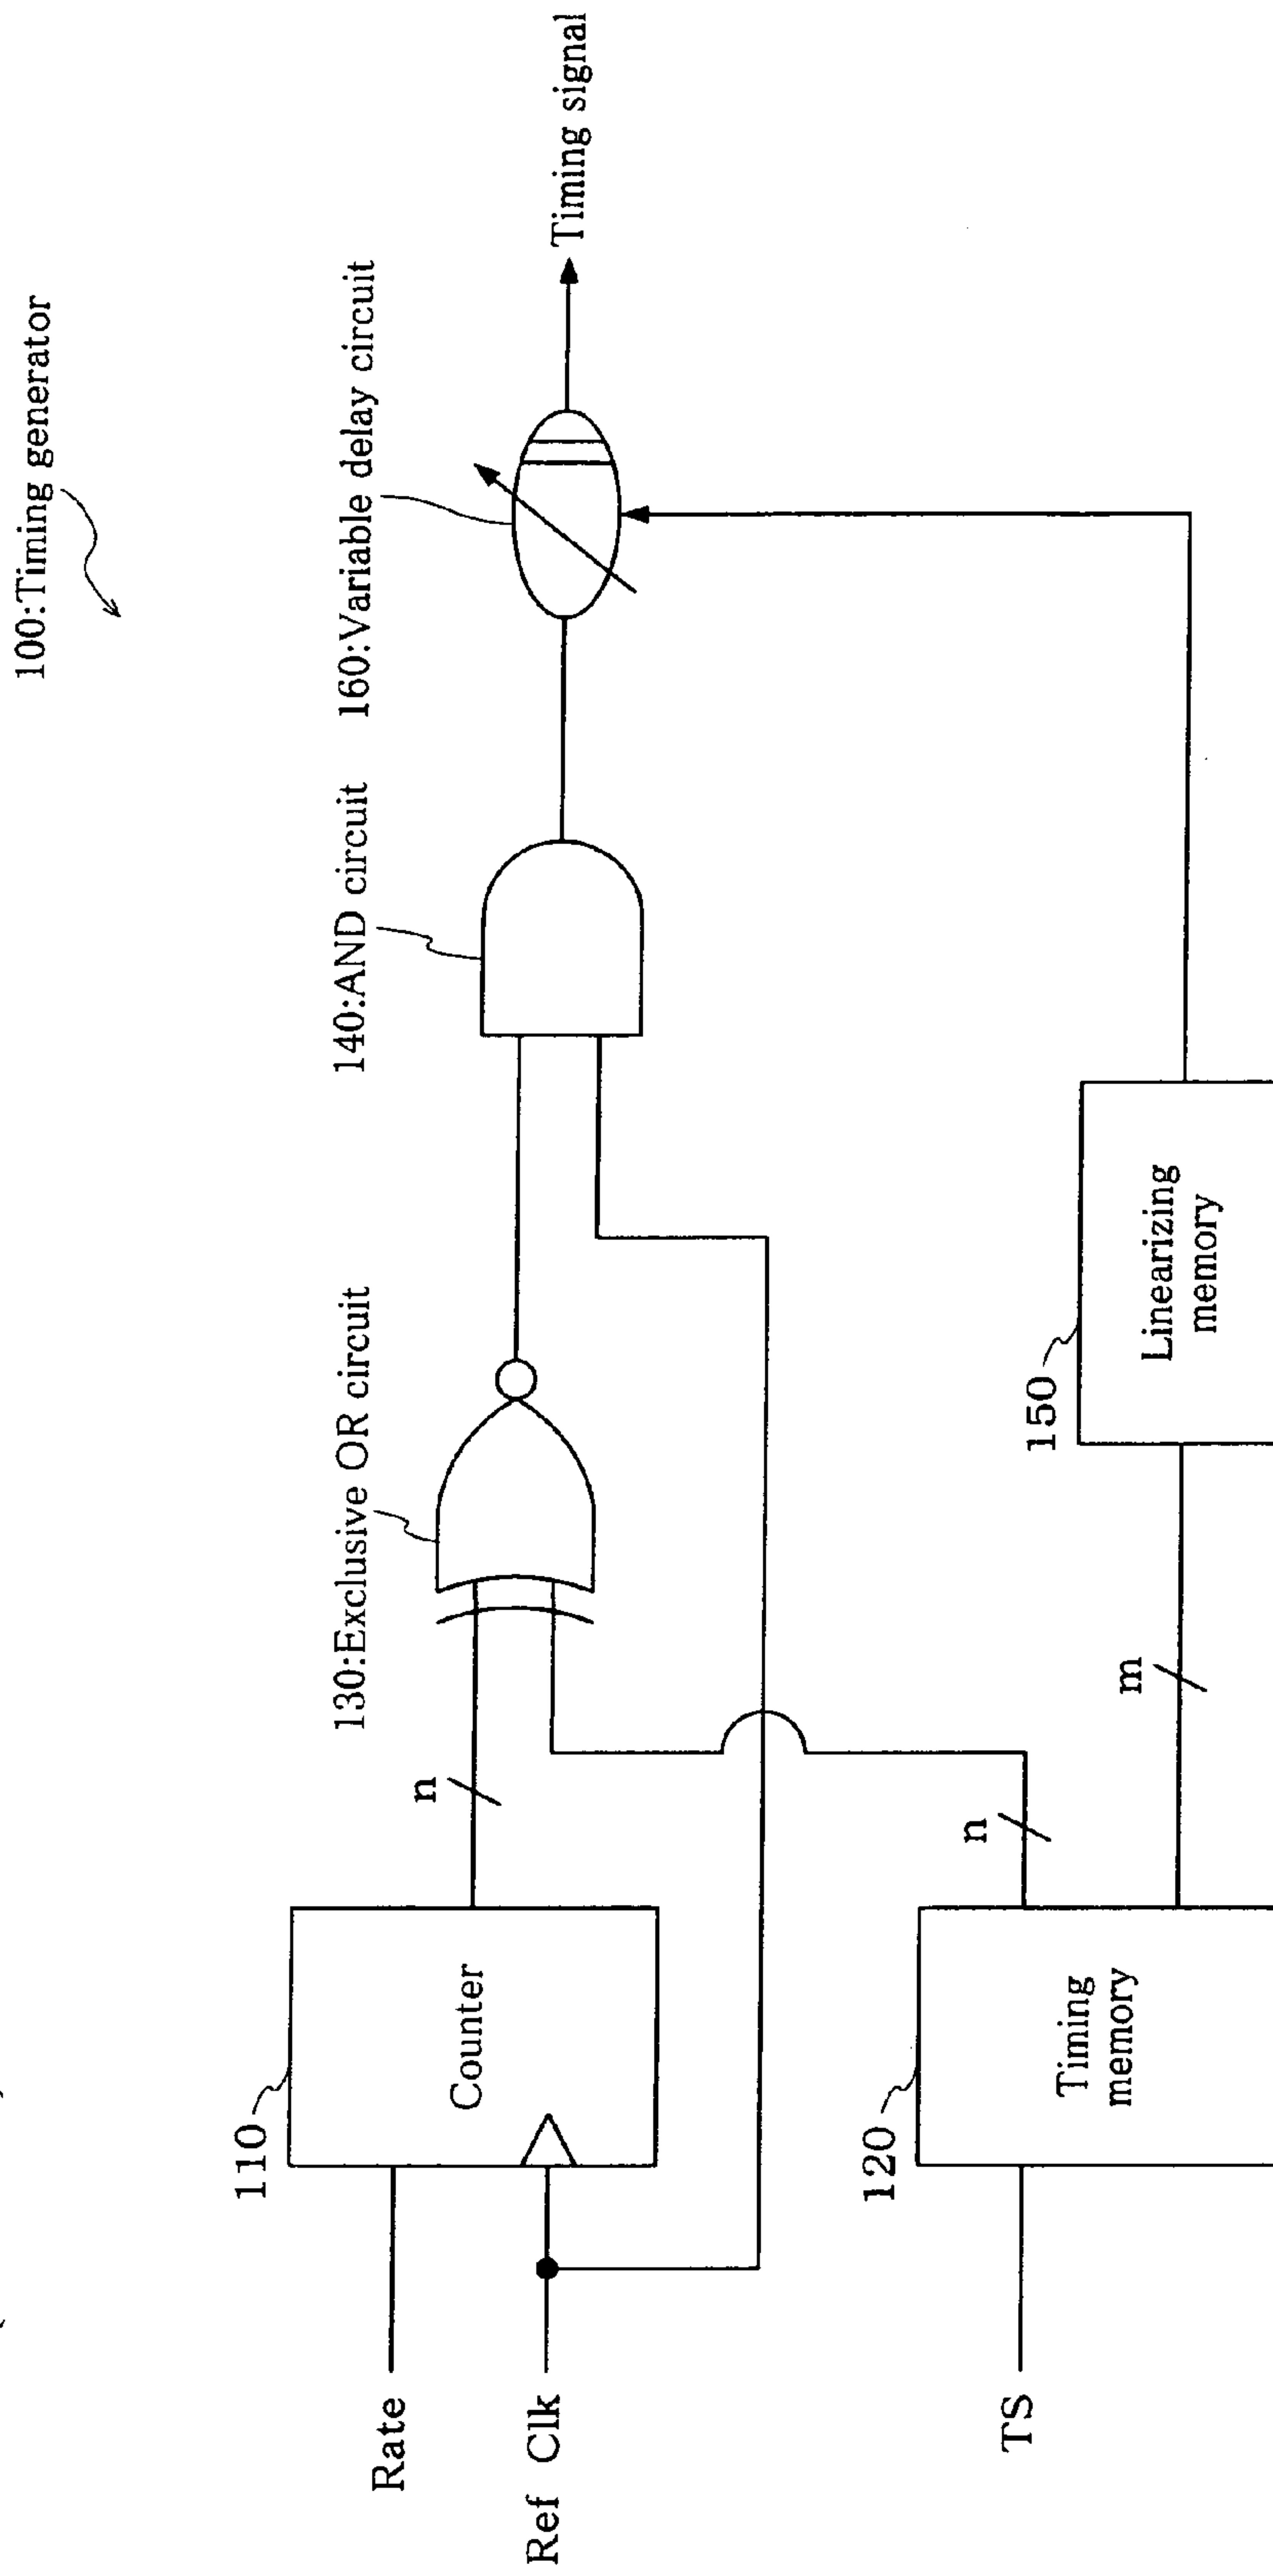 100:Timing generator
130:Exclusive OR circuit
140:AND circuit
160:Variable delay circuit
110
Rate
Counter
n
Ref Clk
Timing signal
120
n
150
TS
Timing
memory
m
Linearizing
memory